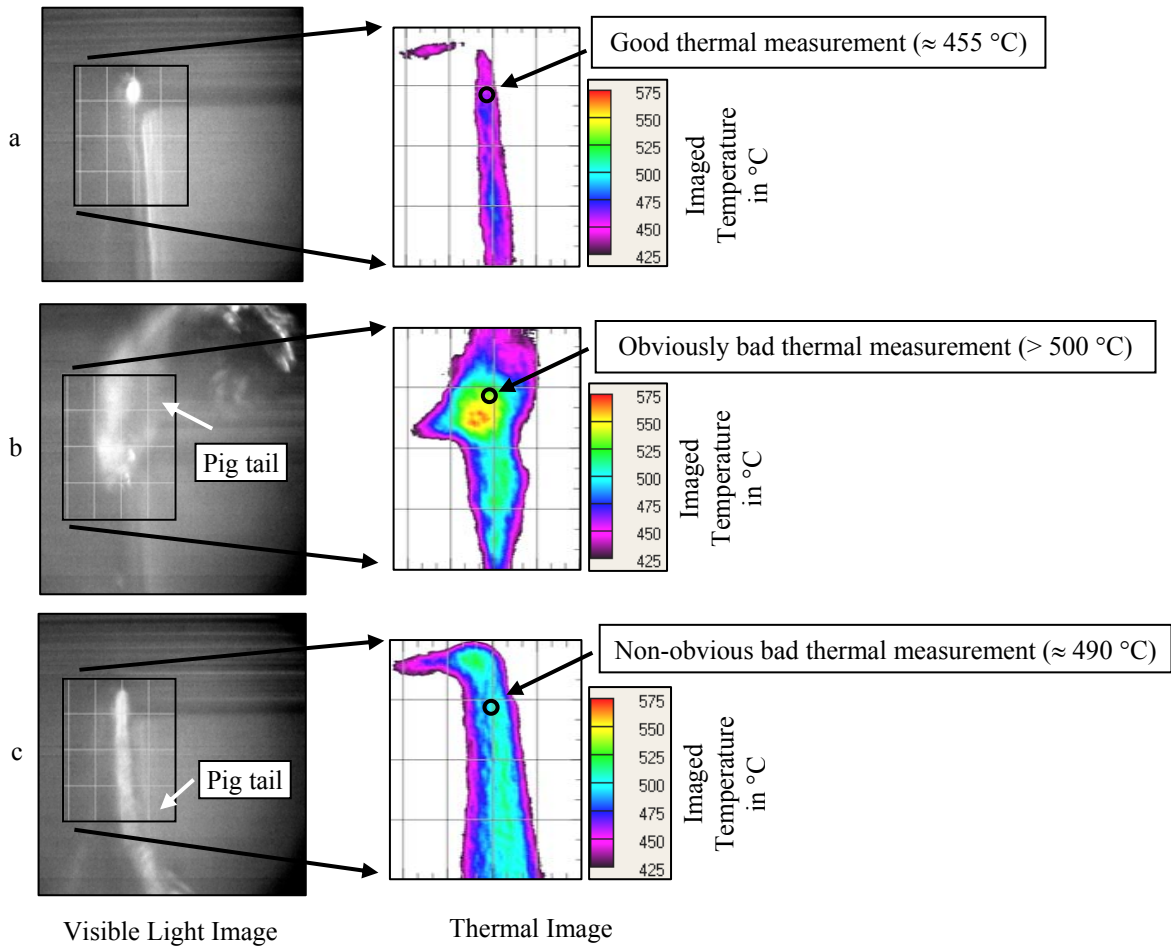 a
Good thermal measurement (≈ 455 °C)
575
550
525
500
475
450
425
Imaged
Temperature
in °C
b
Pig tail
Obviously bad thermal measurement (> 500 °C)
575
550
525
500
475
450
425
Imaged
Temperature
in °C
c
Pig tail
Non-obvious bad thermal measurement (≈ 490 °C)
575
550
525
500
475
450
425
Imaged
Temperature
in °C
Visible Light Image
Thermal Image